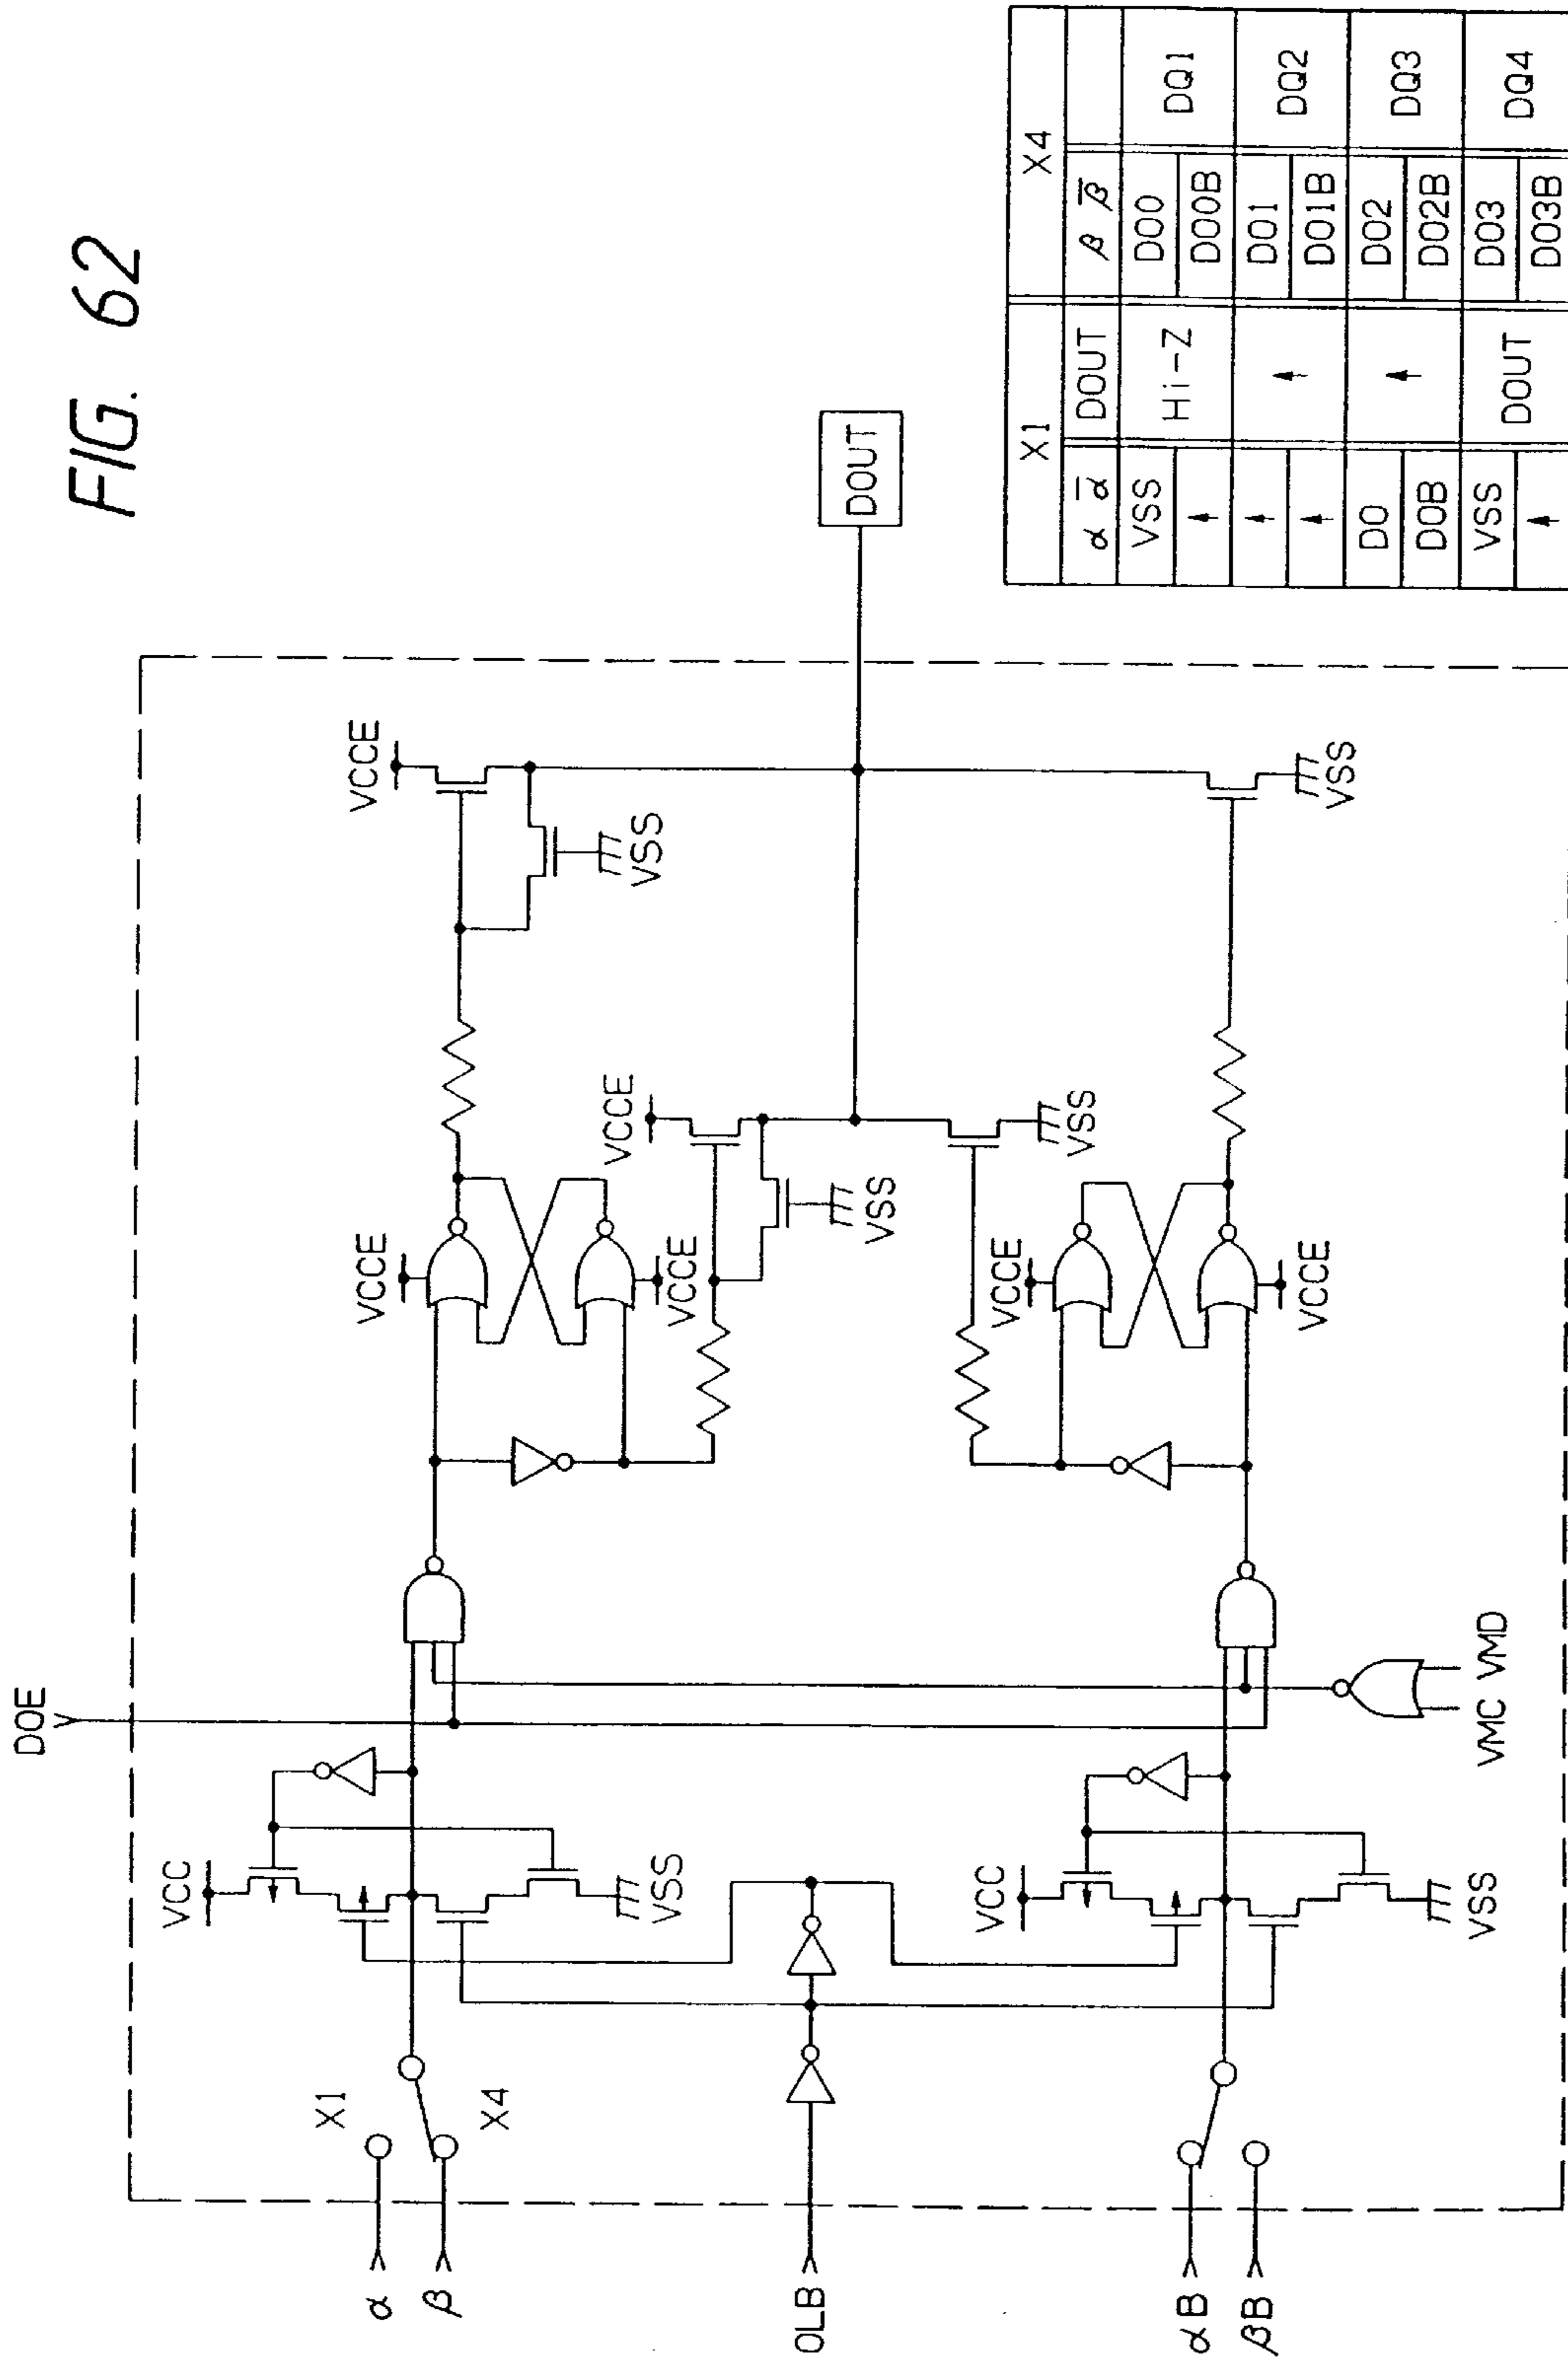 FIG. 62
DOE
VCC
VCCE
VCCE
X1
α
β
X4
VSS
VCCE
VSS
VCCE
VSS
OLB
DOUT
VCC
VCCE
VSS
αB
βB
VSS
VCCE
VSS
VMC VMD
X1
X4
α ᾱ
DOUT
β β̄
VSS
Hi-Z
DO0
DQ1
↑
DO0B
↑
↑
DO1
DQ2
↑
DO1B
DO
↑
DO2
DQ3
DOB
DO2B
VSS
DOUT
DO3
DQ4
↑
DO3B